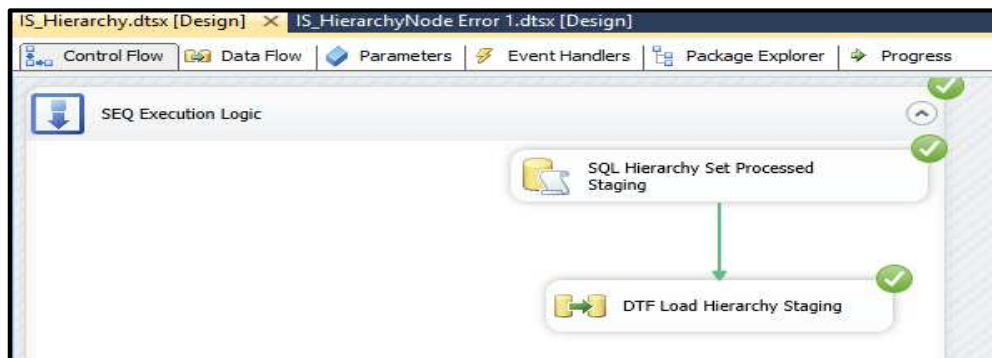 IS_Hierarchy.dtsx [Design] IS_HierarchyNode Error 1.dtsx [Design]
Control Flow Data Flow Parameters Event Handlers Package Explorer Progress
SEQ Execution Logic
SQL Hierarchy Set Processed
Staging
DTF Load Hierarchy Staging